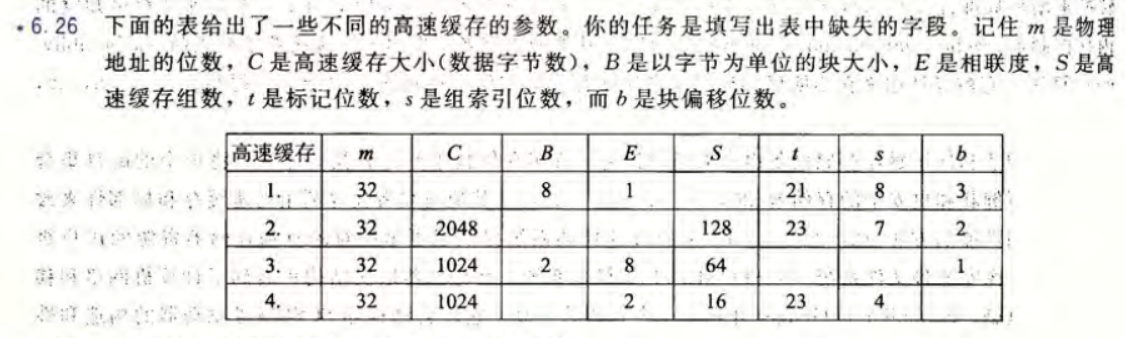 6.26 下面的表给出了一些不同的高速缓存的参数。你的任务是填写出表中缺失的字段。记住 m 是物理
地址的位数，C 是高速缓存大小(数据字节数)，B 是以字节为单位的块大小，E 是相联度，S 是高
速缓存组数，t 是标记位数，s 是组索引位数，而 b 是块偏移位数。
高速缓存 m C B E S t s b
1. 32 8 1 21 8 3
2. 32 2048 128 23 7 2
3. 32 1024 2 8 64 1
4. 32 1024 2 16 23 4